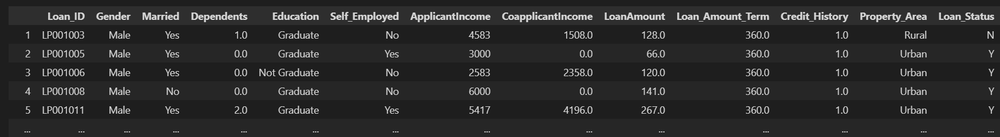 Loan_ID Gender Married Dependents Education Self_Employed ApplicantIncome CoapplicantIncome LoanAmount Loan_Amount_Term Credit_History Property_Area Loan_Status
1 LP001003 Male Yes 1.0 Graduate No 4583 1508.0 128.0 360.0 1.0 Rural N
2 LP001005 Male Yes 0.0 Graduate Yes 3000 0.0 66.0 360.0 1.0 Urban Y
3 LP001006 Male Yes 0.0 Not Graduate No 2583 2358.0 120.0 360.0 1.0 Urban Y
4 LP001008 Male No 0.0 Graduate No 6000 0.0 141.0 360.0 1.0 Urban Y
5 LP001011 Male Yes 2.0 Graduate Yes 5417 4196.0 267.0 360.0 1.0 Urban Y
... ... ... ... ... ... ... ... ... ... ... ... ... ...